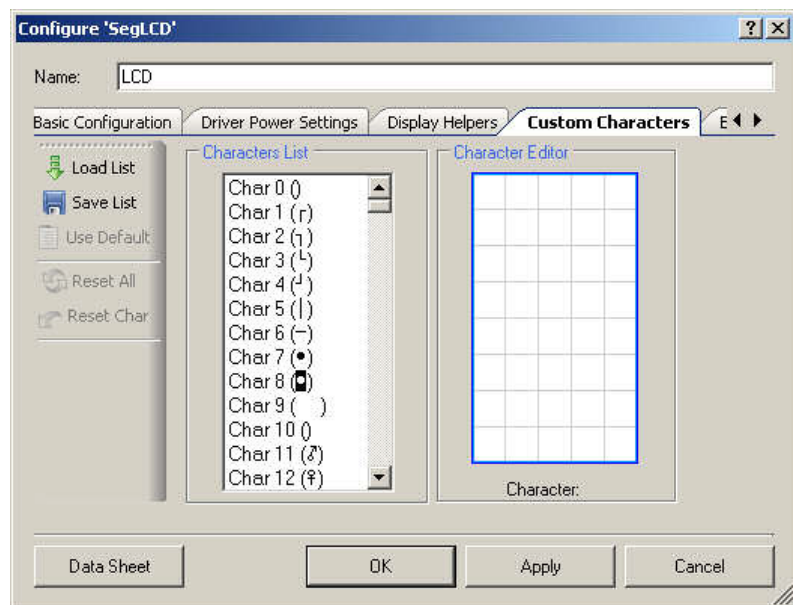 Configure 'SegLCD'
Name: LCD
Basic Configuration Driver Power Settings Display Helpers Custom Characters E
Load List
Save List
Use Default
Reset All
Reset Char
Characters List
Char 0 ()
Char 1 (┌)
Char 2 (┐)
Char 3 (└)
Char 4 (┘)
Char 5 (│)
Char 6 (─)
Char 7 (•)
Char 8 (◘)
Char 9 (    )
Char 10 ()
Char 11 (♂)
Char 12 (♀)
Character Editor
Character:
Data Sheet OK Apply Cancel